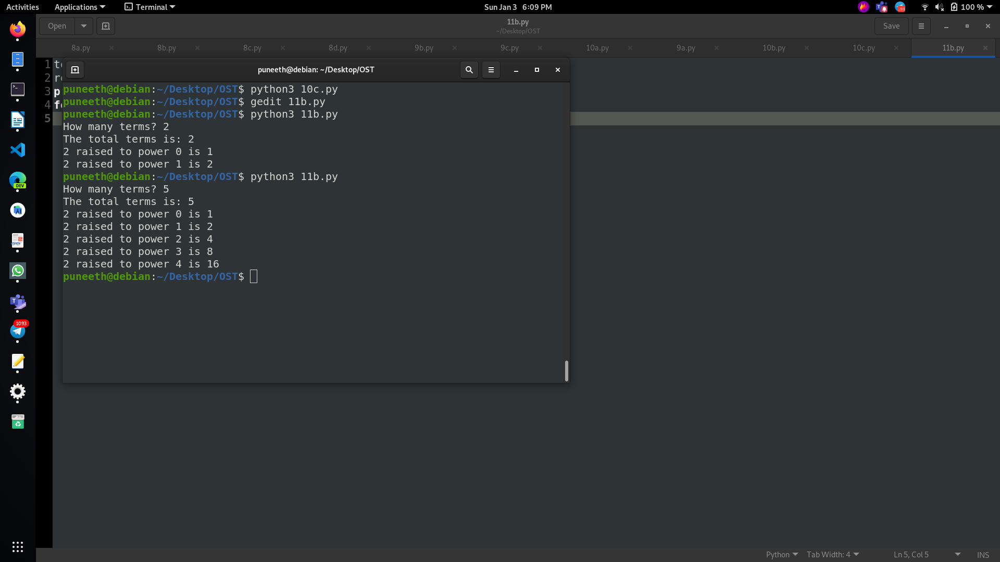 Activities Applications Terminal Sun Jan 3 6:09 PM 100 %
Open 11b.py Save
~/Desktop/OST
8a.py 8b.py 8c.py 8d.py 9b.py 9c.py 10a.py 9a.py 10b.py 10c.py 11b.py
puneeth@debian: ~/Desktop/OST
1
2
3
4
5
puneeth@debian:~/Desktop/OST$ python3 10c.py
puneeth@debian:~/Desktop/OST$ gedit 11b.py
puneeth@debian:~/Desktop/OST$ python3 11b.py
How many terms? 2
The total terms is: 2
2 raised to power 0 is 1
2 raised to power 1 is 2
puneeth@debian:~/Desktop/OST$ python3 11b.py
How many terms? 5
The total terms is: 5
2 raised to power 0 is 1
2 raised to power 1 is 2
2 raised to power 2 is 4
2 raised to power 3 is 8
2 raised to power 4 is 16
puneeth@debian:~/Desktop/OST$
DEV
1093
Python Tab Width: 4 Ln 5, Col 5 INS